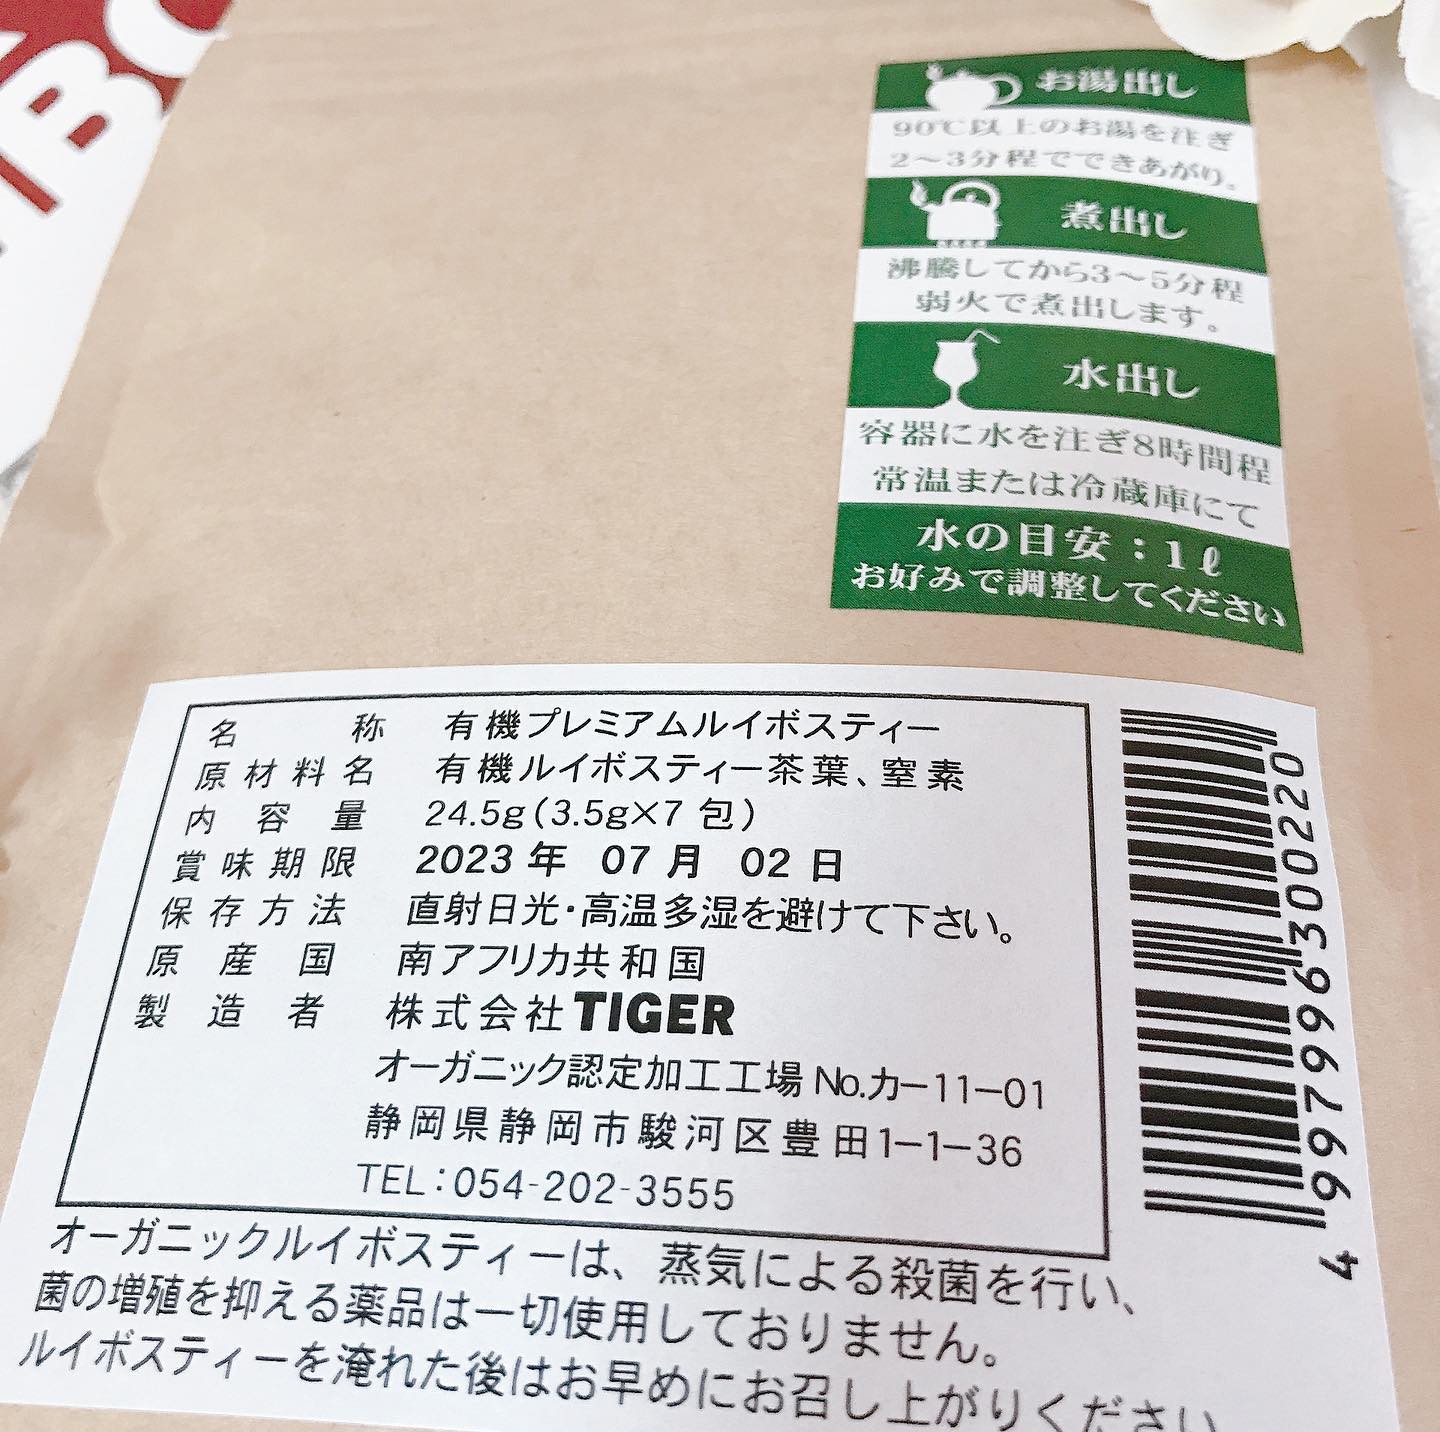 お湯出し
90℃以上のお湯を注ぎ
2〜3分程でできあがり。
煮出し
沸騰してから3〜5分程
弱火で煮出します。
水出し
容器に水を注ぎ8時間程
常温または冷蔵庫にて
水の目安：1ℓ
お好みで調整してください
名称 有機プレミアムルイボスティー
原材料名 有機ルイボスティー茶葉、窒素
内容量 24.5g(3.5g×7包)
賞味期限 2023年 07月 02日
保存方法 直射日光・高温多湿を避けて下さい。
原産国 南アフリカ共和国
製造者 株式会社TIGER
オーガニック認定加工工場No.カー11-01
静岡県静岡市駿河区豊田1-1-36
TEL:054-202-3555
オーガニックルイボスティーは、蒸気による殺菌を行い、
菌の増殖を抑える薬品は一切使用しておりません。
ルイボスティーを淹れた後はお早めにお召し上がりください
4997996300220